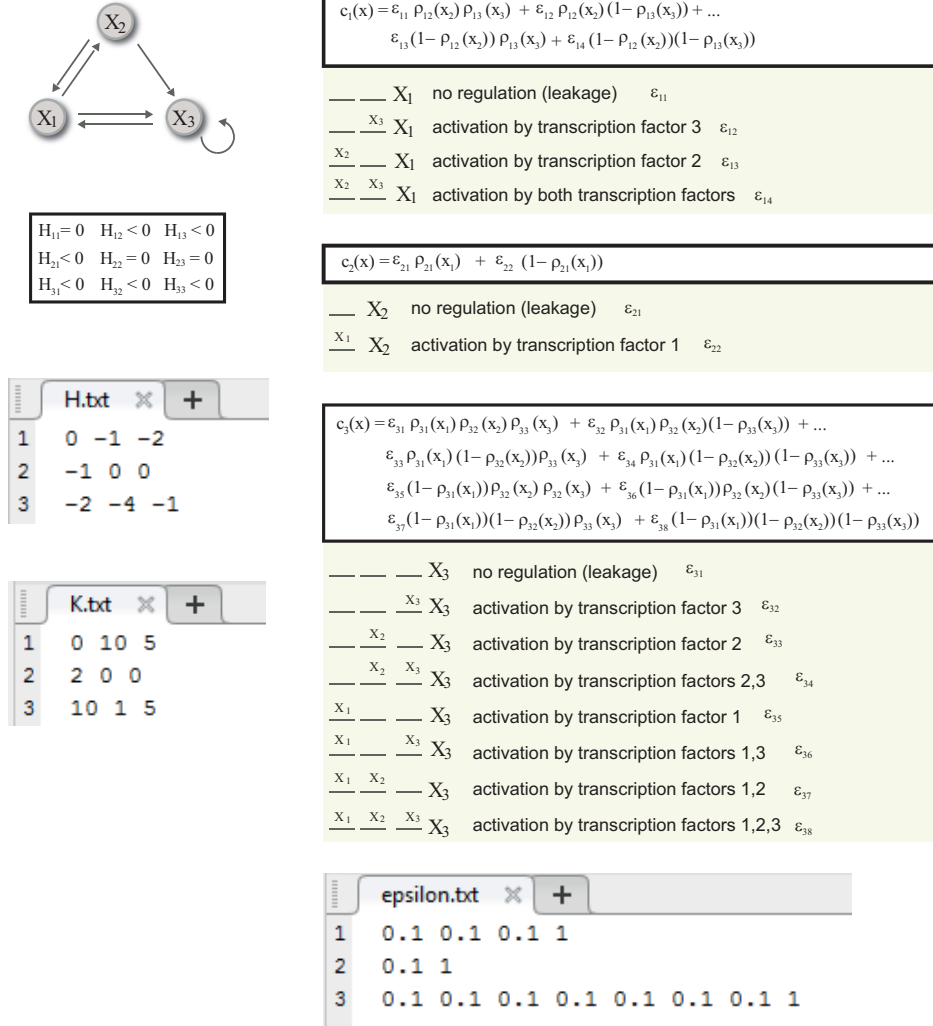 X₂
X₁
X₃
H₁₁= 0 H₁₂ < 0 H₁₃ < 0
H₂₁< 0 H₂₂ = 0 H₂₃ = 0
H₃₁< 0 H₃₂ < 0 H₃₃ < 0
H.txt
1 0 -1 -2
2 -1 0 0
3 -2 -4 -1
K.txt
1 0 10 5
2 2 0 0
3 10 1 5
c₁(x) = ε₁₁ ρ₁₂(x₂) ρ₁₃ (x₃) + ε₁₂ ρ₁₂(x₂) (1- ρ₁₃(x₃)) + ...
ε₁₃(1- ρ₁₂(x₂)) ρ₁₃(x₃) + ε₁₄ (1- ρ₁₂(x₂))(1- ρ₁₃(x₃))
X₁ no regulation (leakage) ε₁₁
X₃ X₁ activation by transcription factor 3 ε₁₂
X₂ X₁ activation by transcription factor 2 ε₁₃
X₂ X₃ X₁ activation by both transcription factors ε₁₄
c₂(x) = ε₂₁ ρ₂₁(x₁) + ε₂₂ (1- ρ₂₁(x₁))
X₂ no regulation (leakage) ε₂₁
X₁ X₂ activation by transcription factor 1 ε₂₂
c₃(x) = ε₃₁ ρ₃₁(x₁) ρ₃₂(x₂) ρ₃₃ (x₃) + ε₃₂ ρ₃₁(x₁) ρ₃₂(x₂)(1- ρ₃₃(x₃)) + ...
ε₃₃ ρ₃₁(x₁) (1- ρ₃₂(x₂))ρ₃₃ (x₃) + ε₃₄ ρ₃₁(x₁) (1- ρ₃₂(x₂)) (1- ρ₃₃(x₃)) + ...
ε₃₅ (1- ρ₃₁(x₁))ρ₃₂(x₂) ρ₃₂(x₃) + ε₃₆ (1- ρ₃₁(x₁))ρ₃₂(x₂)(1- ρ₃₃(x₃)) + ...
ε₃₇(1- ρ₃₁(x₁))(1- ρ₃₂(x₂)) ρ₃₃ (x₃) + ε₃₈ (1- ρ₃₁(x₁))(1- ρ₃₂(x₂))(1- ρ₃₃(x₃))
X₃ no regulation (leakage) ε₃₁
X₃ X₃ activation by transcription factor 3 ε₃₂
X₂ X₃ activation by transcription factor 2 ε₃₃
X₂ X₃ X₃ activation by transcription factors 2,3 ε₃₄
X₁ X₃ activation by transcription factor 1 ε₃₅
X₁ X₃ X₃ activation by transcription factors 1,3 ε₃₆
X₁ X₂ X₃ activation by transcription factors 1,2 ε₃₇
X₁ X₂ X₃ X₃ activation by transcription factors 1,2,3 ε₃₈
epsilon.txt
1 0.1 0.1 0.1 1
2 0.1 1
3 0.1 0.1 0.1 0.1 0.1 0.1 0.1 1